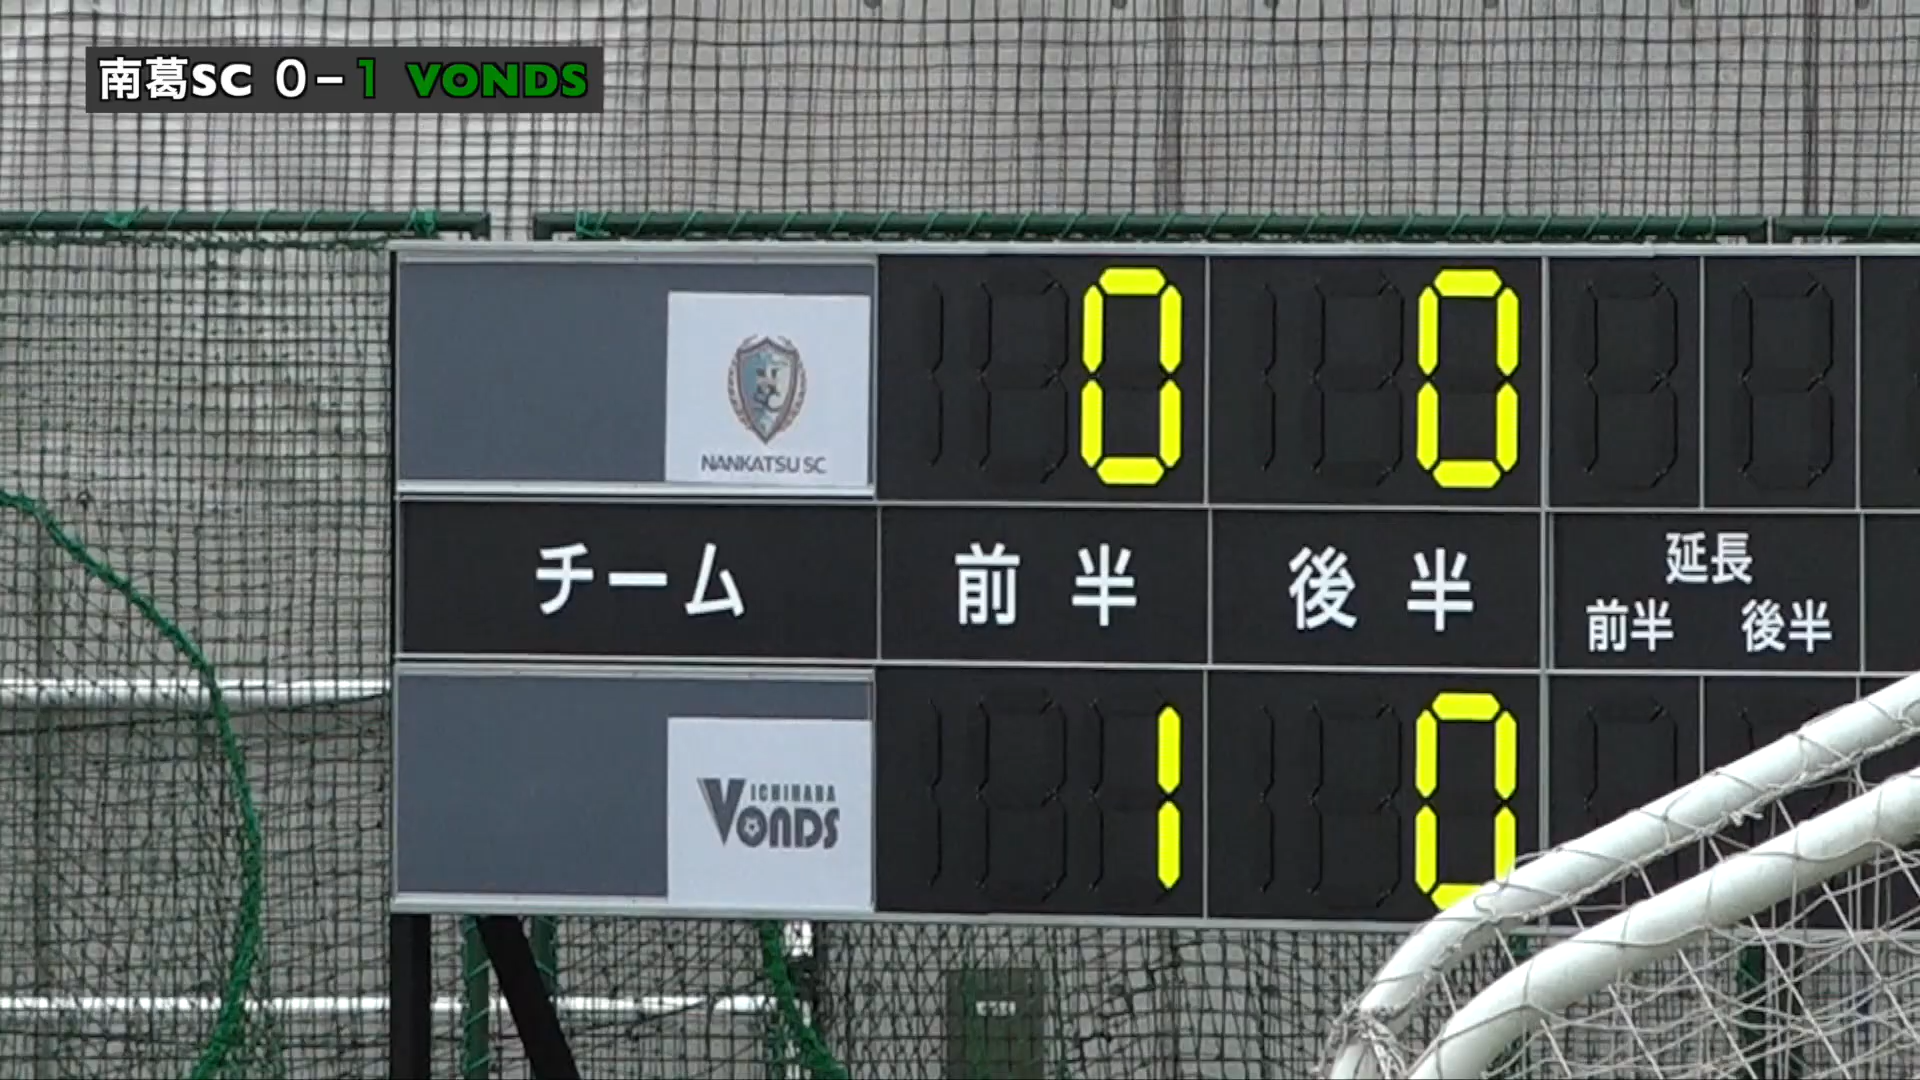 南葛SC 0-1 VONDS
0 0
NANKATSU SC
チーム 前半 後半 延長
前半 後半
1 0
ICHIHARA
VONDS